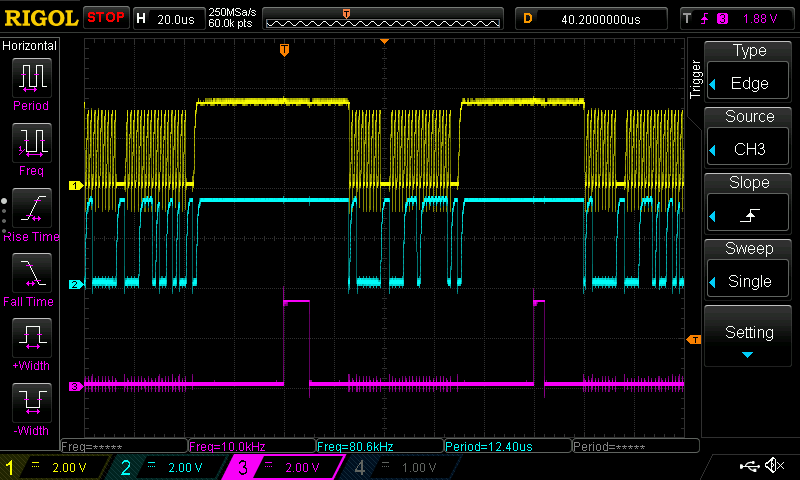 RIGOL STOP H 20.0us 250MSa/s 60.0k pts T D 40.2000000us T 3 1.88 V
Horizontal
Period
Freq
Rise Time
Fall Time
+Width
-Width
T
1
2
3
T
Trigger
Type
Edge
Source
CH3
Slope
Sweep
Single
Setting
Freq=***** Freq=10.0kHz Freq=80.6kHz Period=12.40us Period=*****
1 2.00 V 2 2.00 V 3 2.00 V 4 1.00 V